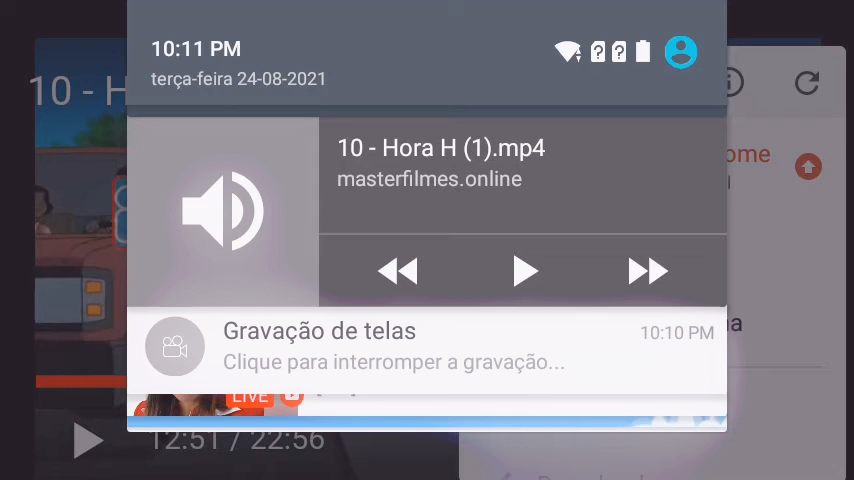 10:11 PM
terça-feira 24-08-2021
10 - H
10 - Hora H (1).mp4
masterfilmes.online
ome
Gravação de telas
10:10 PM
na
Clique para interromper a gravação...
LIVE
12:51 / 22:56